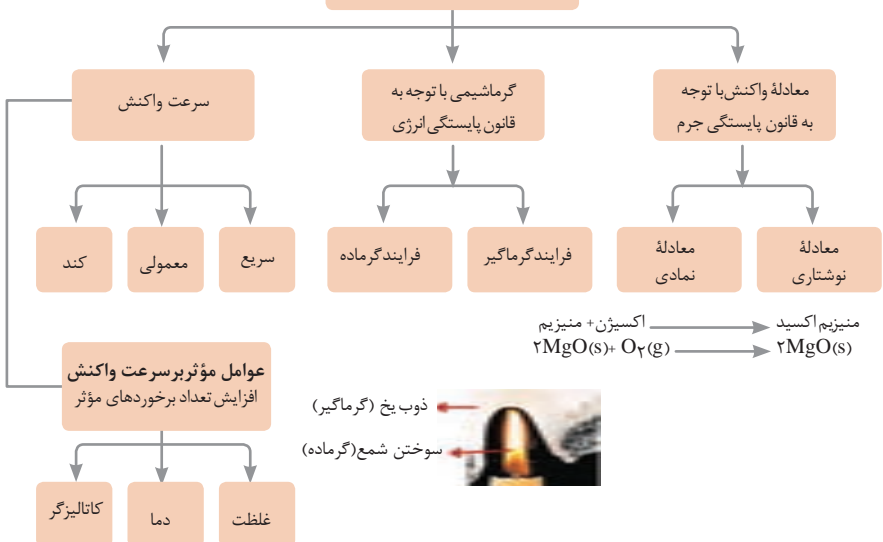 معادلهٔ واکنش با توجه
به قانون پایستگی جرم
گرماشیمی با توجه به
قانون پایستگی انرژی
سرعت واکنش
معادلهٔ
نوشتاری
معادلهٔ
نمادی
فرایندگرماگیر
فرایندگرماده
سریع
معمولی
کند
منیزیم اکسید ⟵ اکسیژن + منیزیم
۲MgO(s)+ O۲(g) ⟶ ۲MgO(s)
عوامل مؤثربرسرعت واکنش
افزایش تعداد برخوردهای مؤثر
ذوب یخ (گرماگیر)
سوختن شمع(گرماده)
غلظت
دما
کاتالیزگر